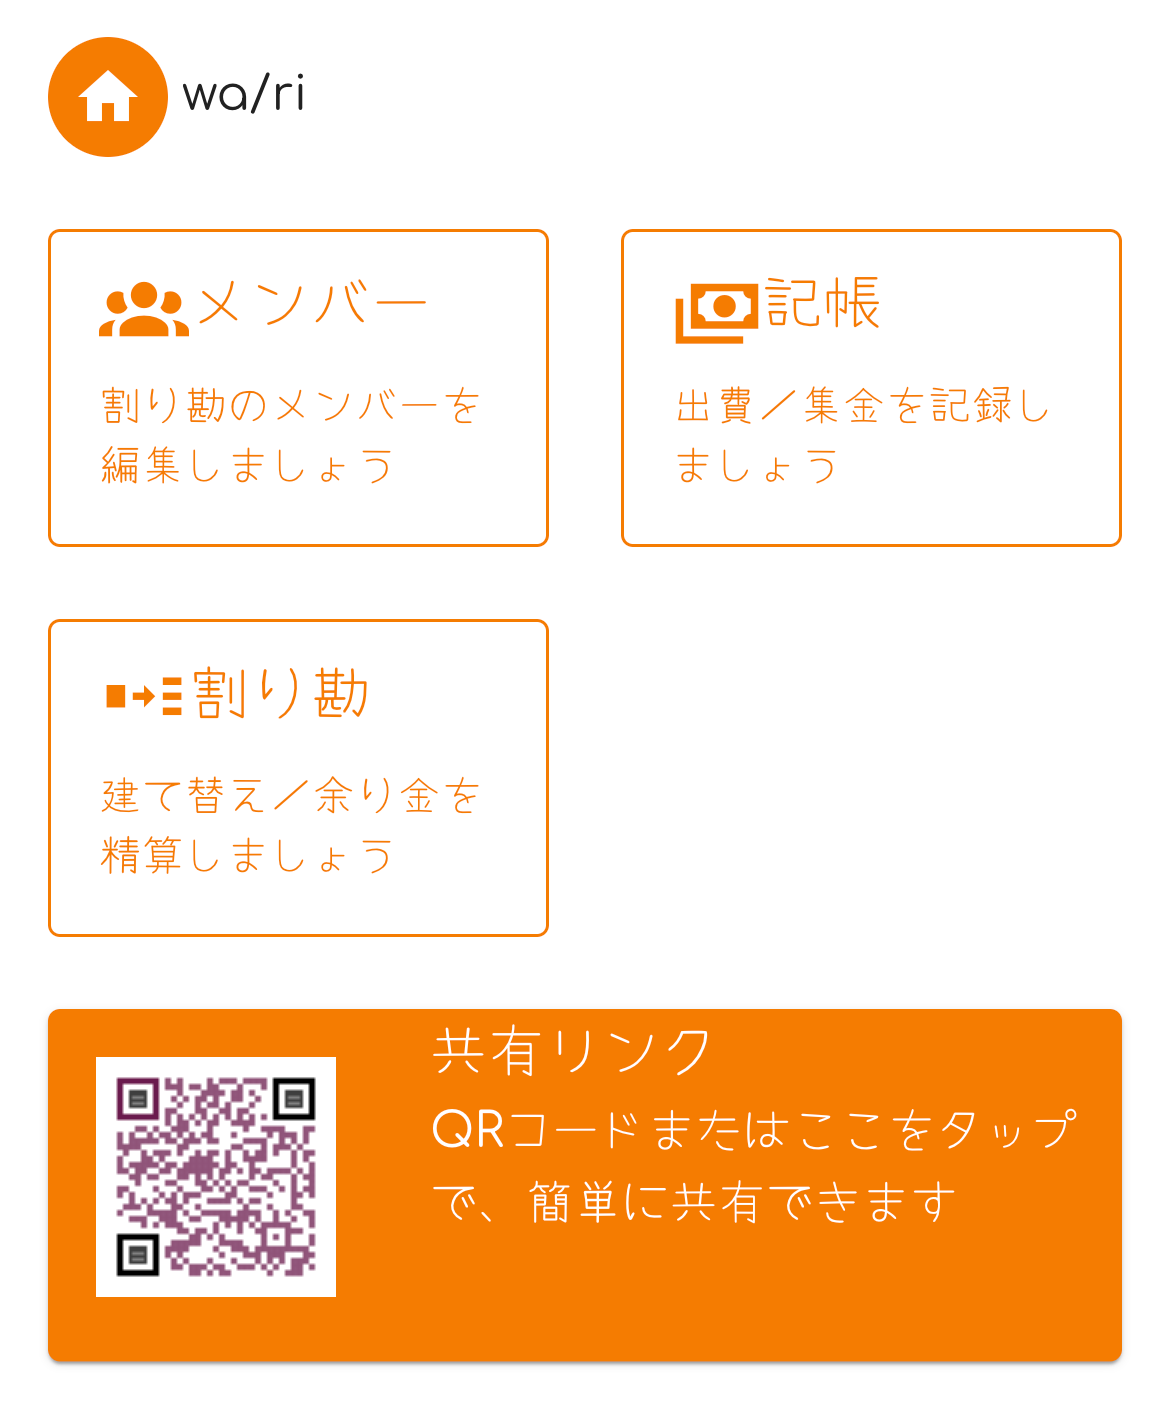 wa/ri
メンバー
割り勘のメンバーを
編集しましょう
記帳
出費／集金を記録し
ましょう
割り勘
建て替え／余り金を
精算しましょう
共有リンク
QRコードまたはここをタップ
で、簡単に共有できます